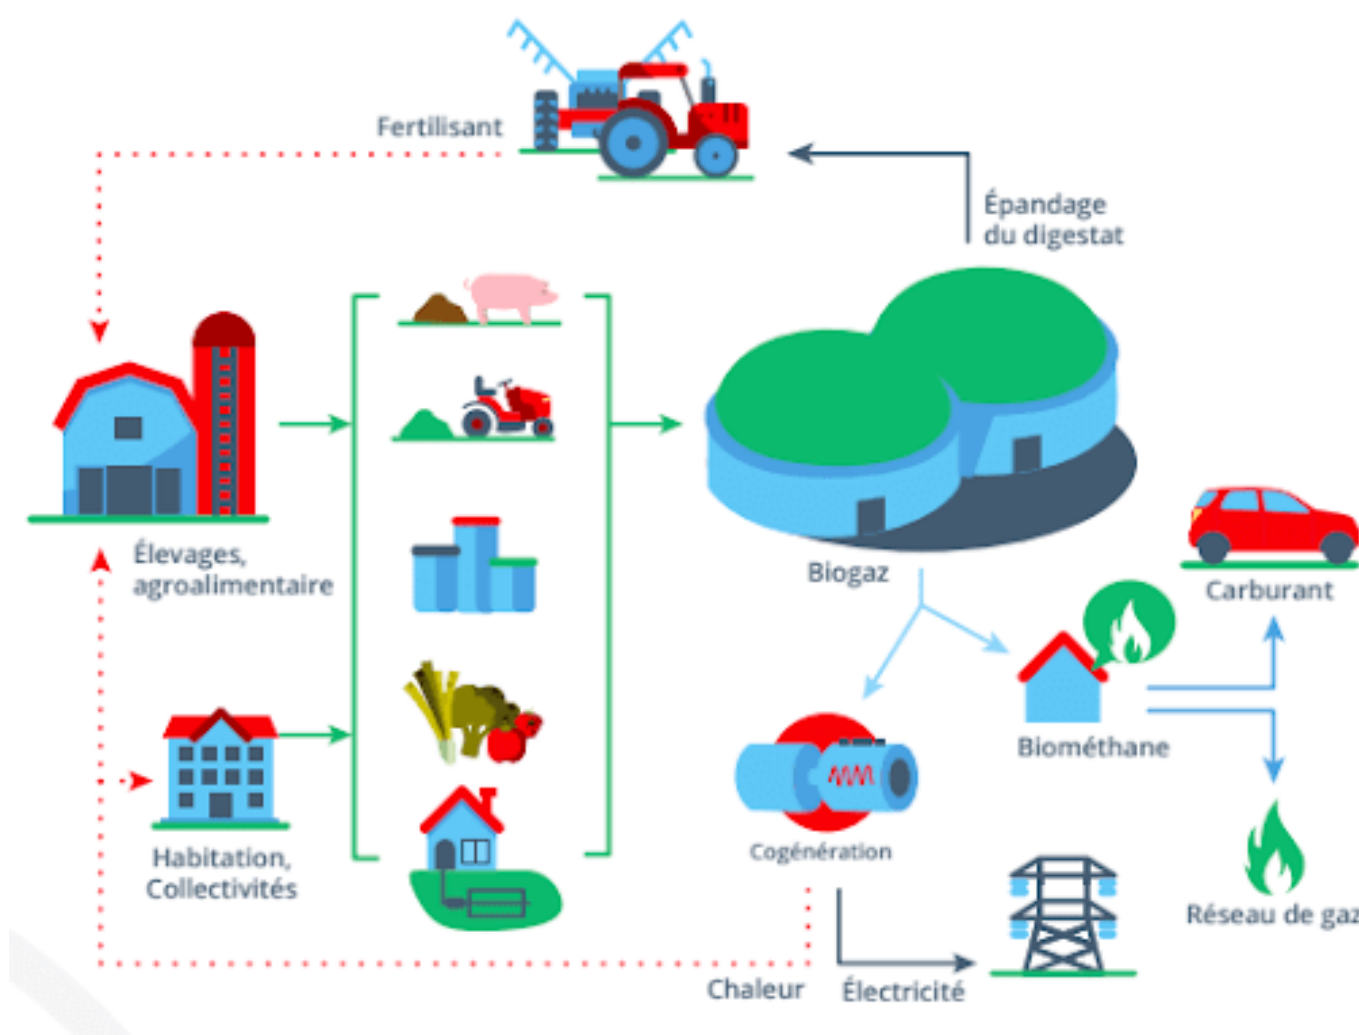 Fertilisant
Épandage
du digestat
Élevages,
agroalimentaire
Biogaz
Carburant
Biométhane
Habitation,
Collectivités
Cogénération
Réseau de gaz
Chaleur
Électricité